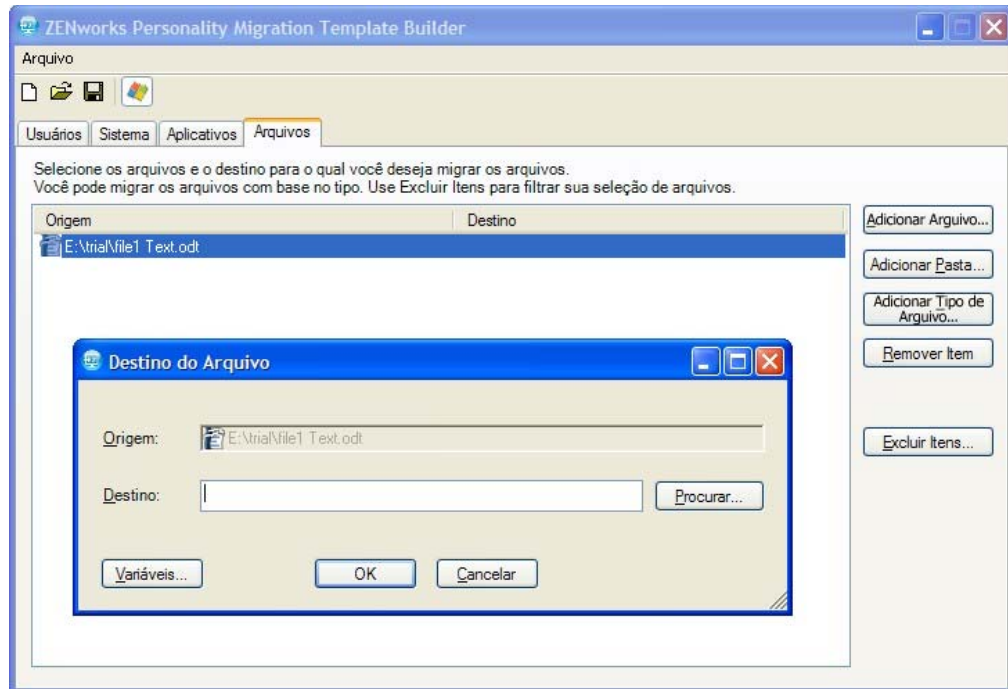 ZENworks Personality Migration Template Builder
Arquivo
Usuários Sistema Aplicativos Arquivos
Selecione os arquivos e o destino para o qual você deseja migrar os arquivos.
Você pode migrar os arquivos com base no tipo. Use Excluir Itens para filtrar sua seleção de arquivos.
Origem Destino
E:\trial\file1 Text.odt
Adicionar Arquivo...
Adicionar Pasta...
Adicionar Tipo de
Arquivo...
Remover Item
Excluir Itens...
Destino do Arquivo
Origem: E:\trial\file1 Text.odt
Destino: Procurar...
Variáveis... OK Cancelar